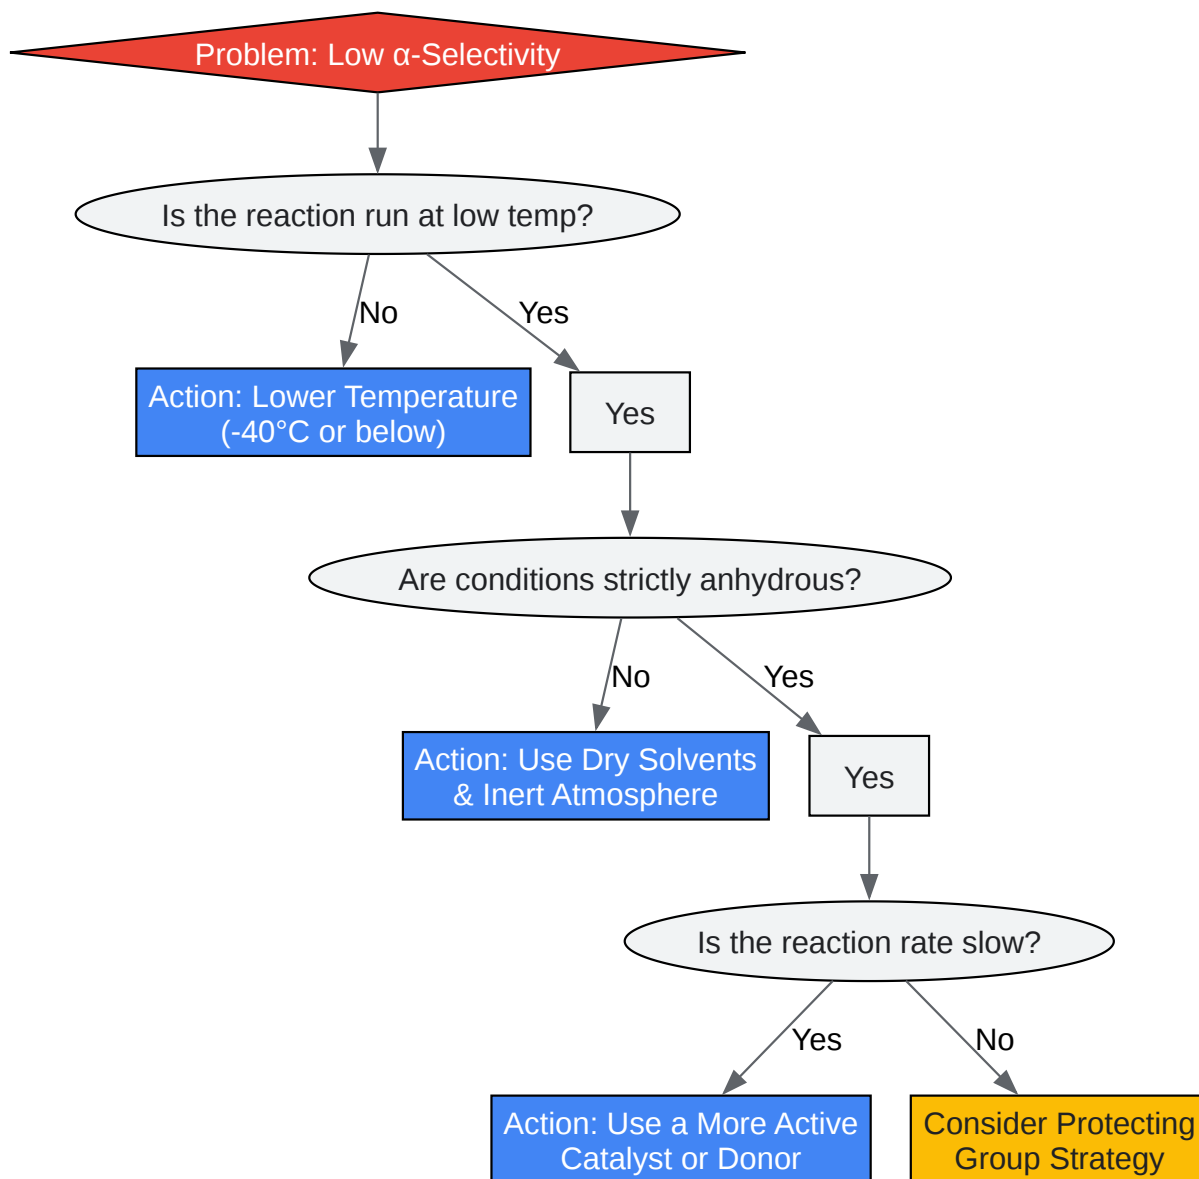 Problem: Low α-Selectivity
Is the reaction run at low temp?
No
Yes
Action: Lower Temperature
(-40°C or below)
Yes
Are conditions strictly anhydrous?
No
Yes
Action: Use Dry Solvents
& Inert Atmosphere
Yes
Is the reaction rate slow?
Yes
No
Action: Use a More Active
Catalyst or Donor
Consider Protecting
Group Strategy